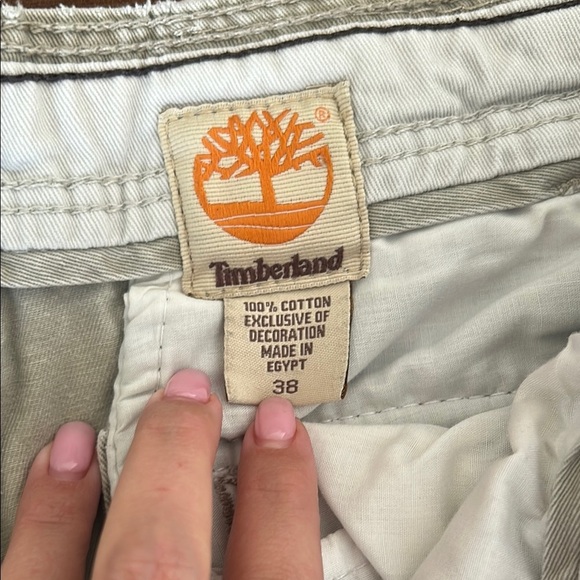 ®
Timberland
100% COTTON
EXCLUSIVE OF
DECORATION
MADE IN
EGYPT
38